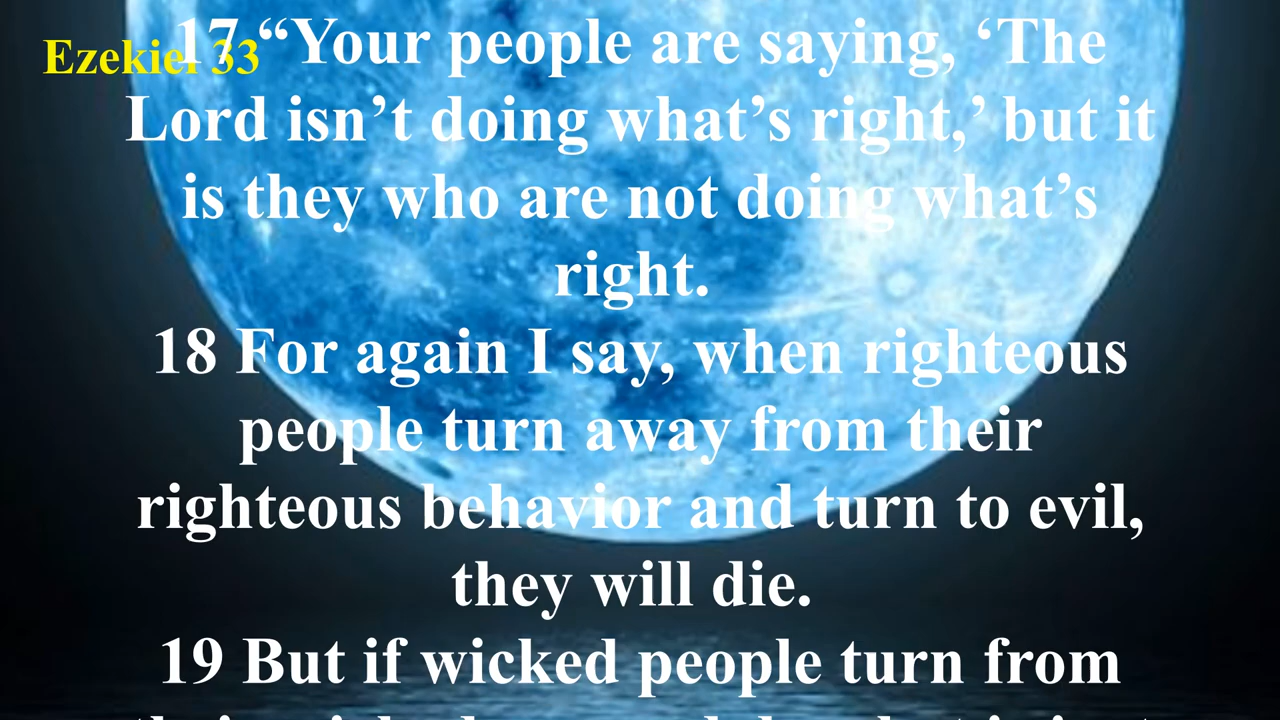 Ezekiel 33
17 “Your people are saying, ‘The
Lord isn’t doing what’s right,’ but it
is they who are not doing what’s
right.
18 For again I say, when righteous
people turn away from their
righteous behavior and turn to evil,
they will die.
19 But if wicked people turn from